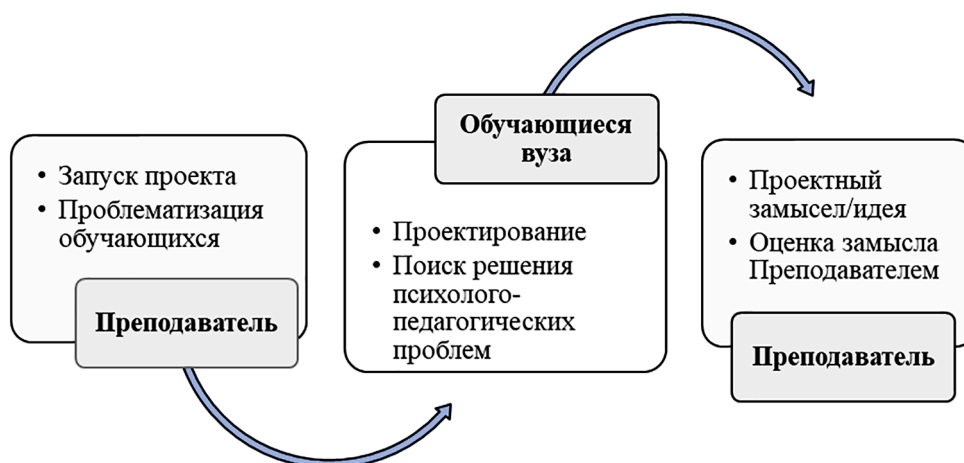 • Запуск проекта
• Проблематизация
обучающихся
Преподаватель
Обучающиеся
вуза
• Проектирование
• Поиск решения
психолого-
педагогических
проблем
• Проектный
замысел/идея
• Оценка замысла
Преподавателем
Преподаватель